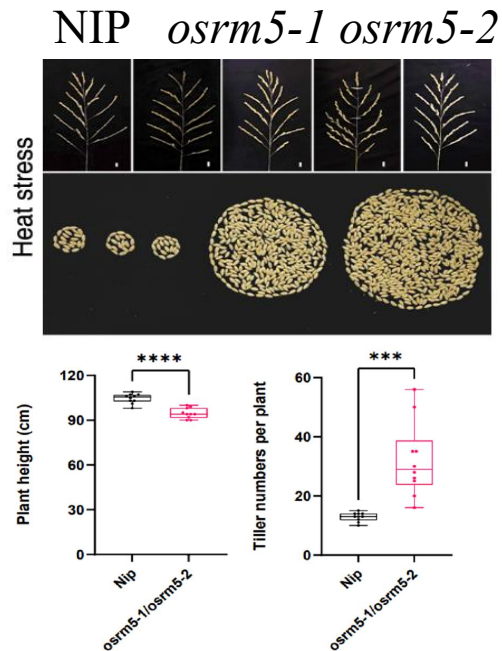 NIP osrm5-1 osrm5-2
Heat stress
****
***
Plant height (cm)
120
90
60
30
0
Nip
osrm5-1/osrm5-2
Tiller numbers per plant
60
40
20
0
Nip
osrm5-1/osrm5-2